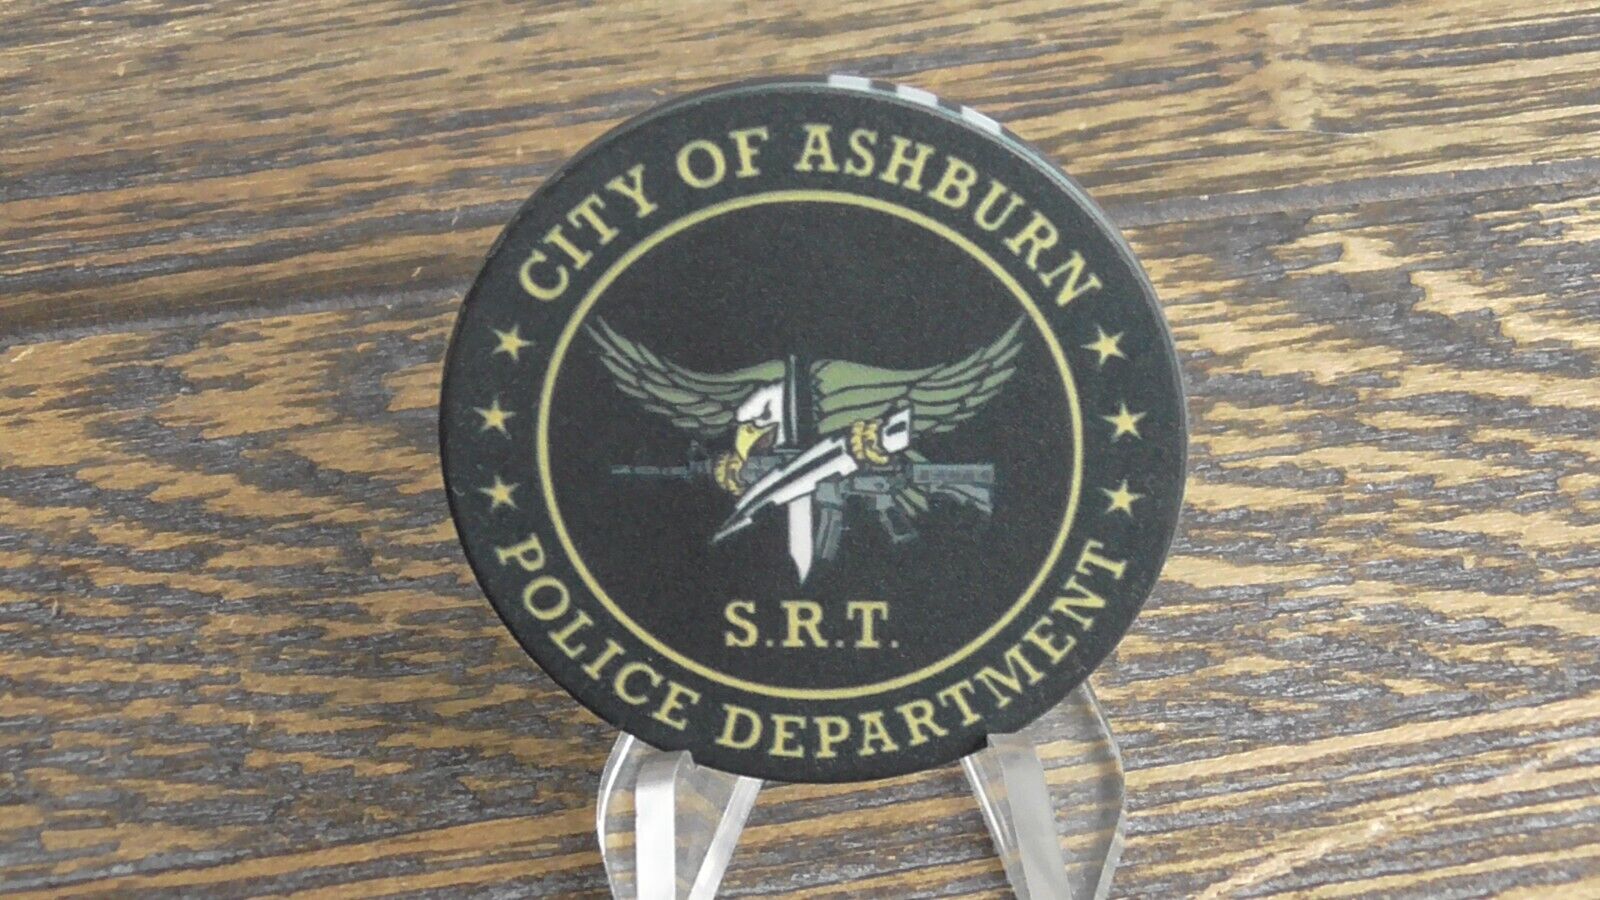 CITY OF ASHBURN
S.R.T.
POLICE DEPARTMENT